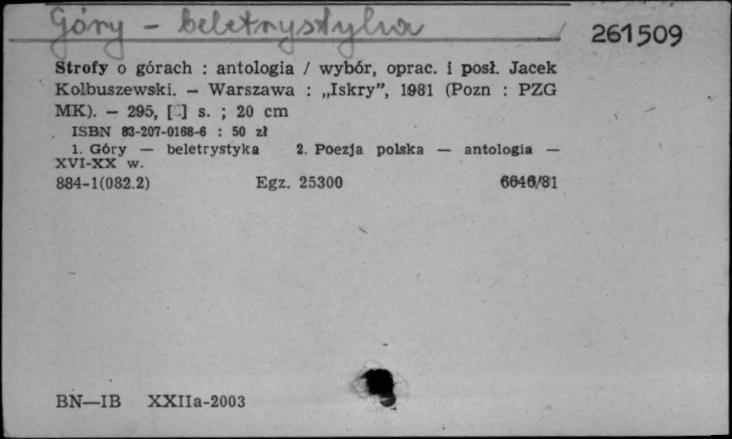 Góry - beletrystyka
261509
Strofy o górach : antologia / wybór, oprac. i posł. Jacek
Kolbuszewski. — Warszawa : „Iskry”, 1981 (Pozn : PZG
MK). — 295, [ ] s. ; 20 cm
ISBN 83-207-0168-6 : 50 zł
1. Góry — beletrystyka 2. Poezja polska — antologia —
XVI-XX w.
884-1(082.2) Egz. 25300 /81
BN—IB XXIIa-2003